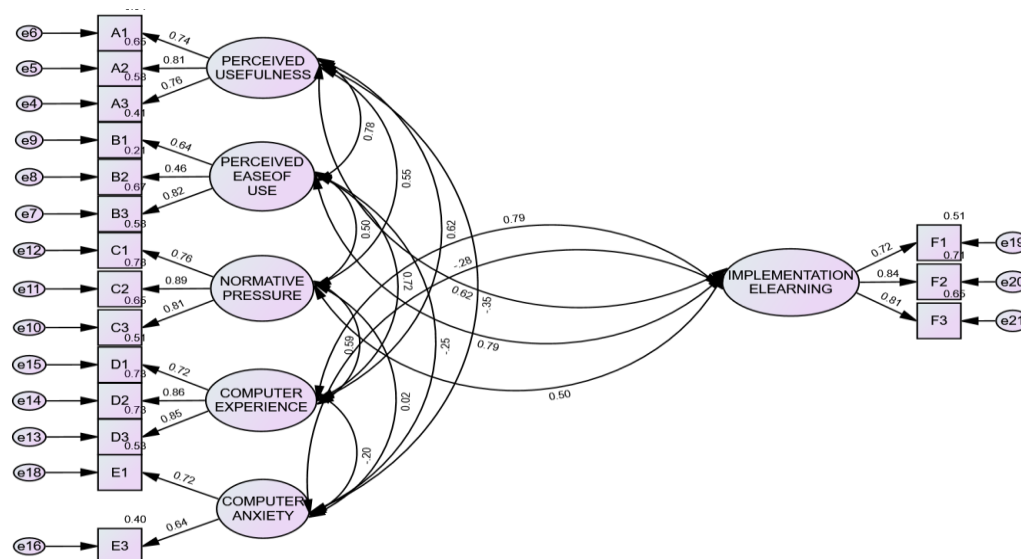 e6
A1
0.65
0.74
e5
A2
0.58
0.81
e4
A3
0.41
0.76
PERCEIVED
USEFULNESS
e9
B1
0.21
0.64
e8
B2
0.67
0.46
e7
B3
0.58
0.82
PERCEIVED
EASEOF
USE
e12
C1
0.78
0.76
e11
C2
0.65
0.89
e10
C3
0.51
0.81
NORMATIVE
PRESSURE
e15
D1
0.73
0.72
e14
D2
0.73
0.86
e13
D3
0.53
0.85
COMPUTER
EXPERIENCE
e18
E1
0.72
0.40
e16
E3
0.64
COMPUTER
ANXIETY
0.78
0.55
0.50
0.62
0.72
-.28
-.35
0.59
-.25
0.02
-.20
0.79
0.62
0.79
0.50
IMPLEMENTATION
ELEARNING
0.51
F1
e19
0.72
0.71
F2
e20
0.84
0.65
F3
e21
0.81